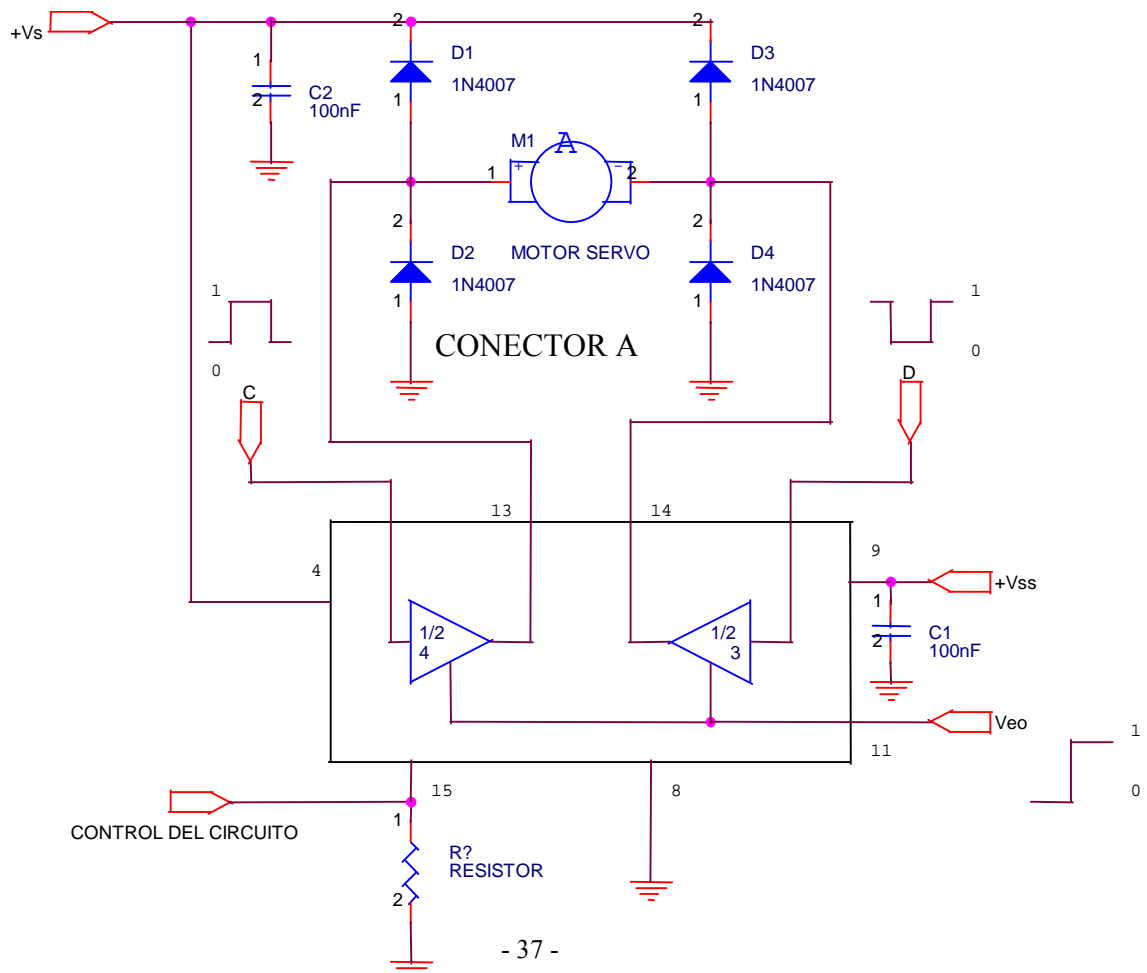 +Vs
2
2
D1
1N4007
D3
1N4007
1
2
C2
100nF
1
1
M1
A
1
+
-
2
2
2
D2
1N4007
MOTOR SERVO
D4
1N4007
1
1
1
0
CONECTOR A
1
0
C
D
13
14
4
9
+Vss
1
2
C1
100nF
1/2
4
1/2
3
Veo
11
1
0
15
8
CONTROL DEL CIRCUITO
1
R?
RESISTOR
2
- 37 -